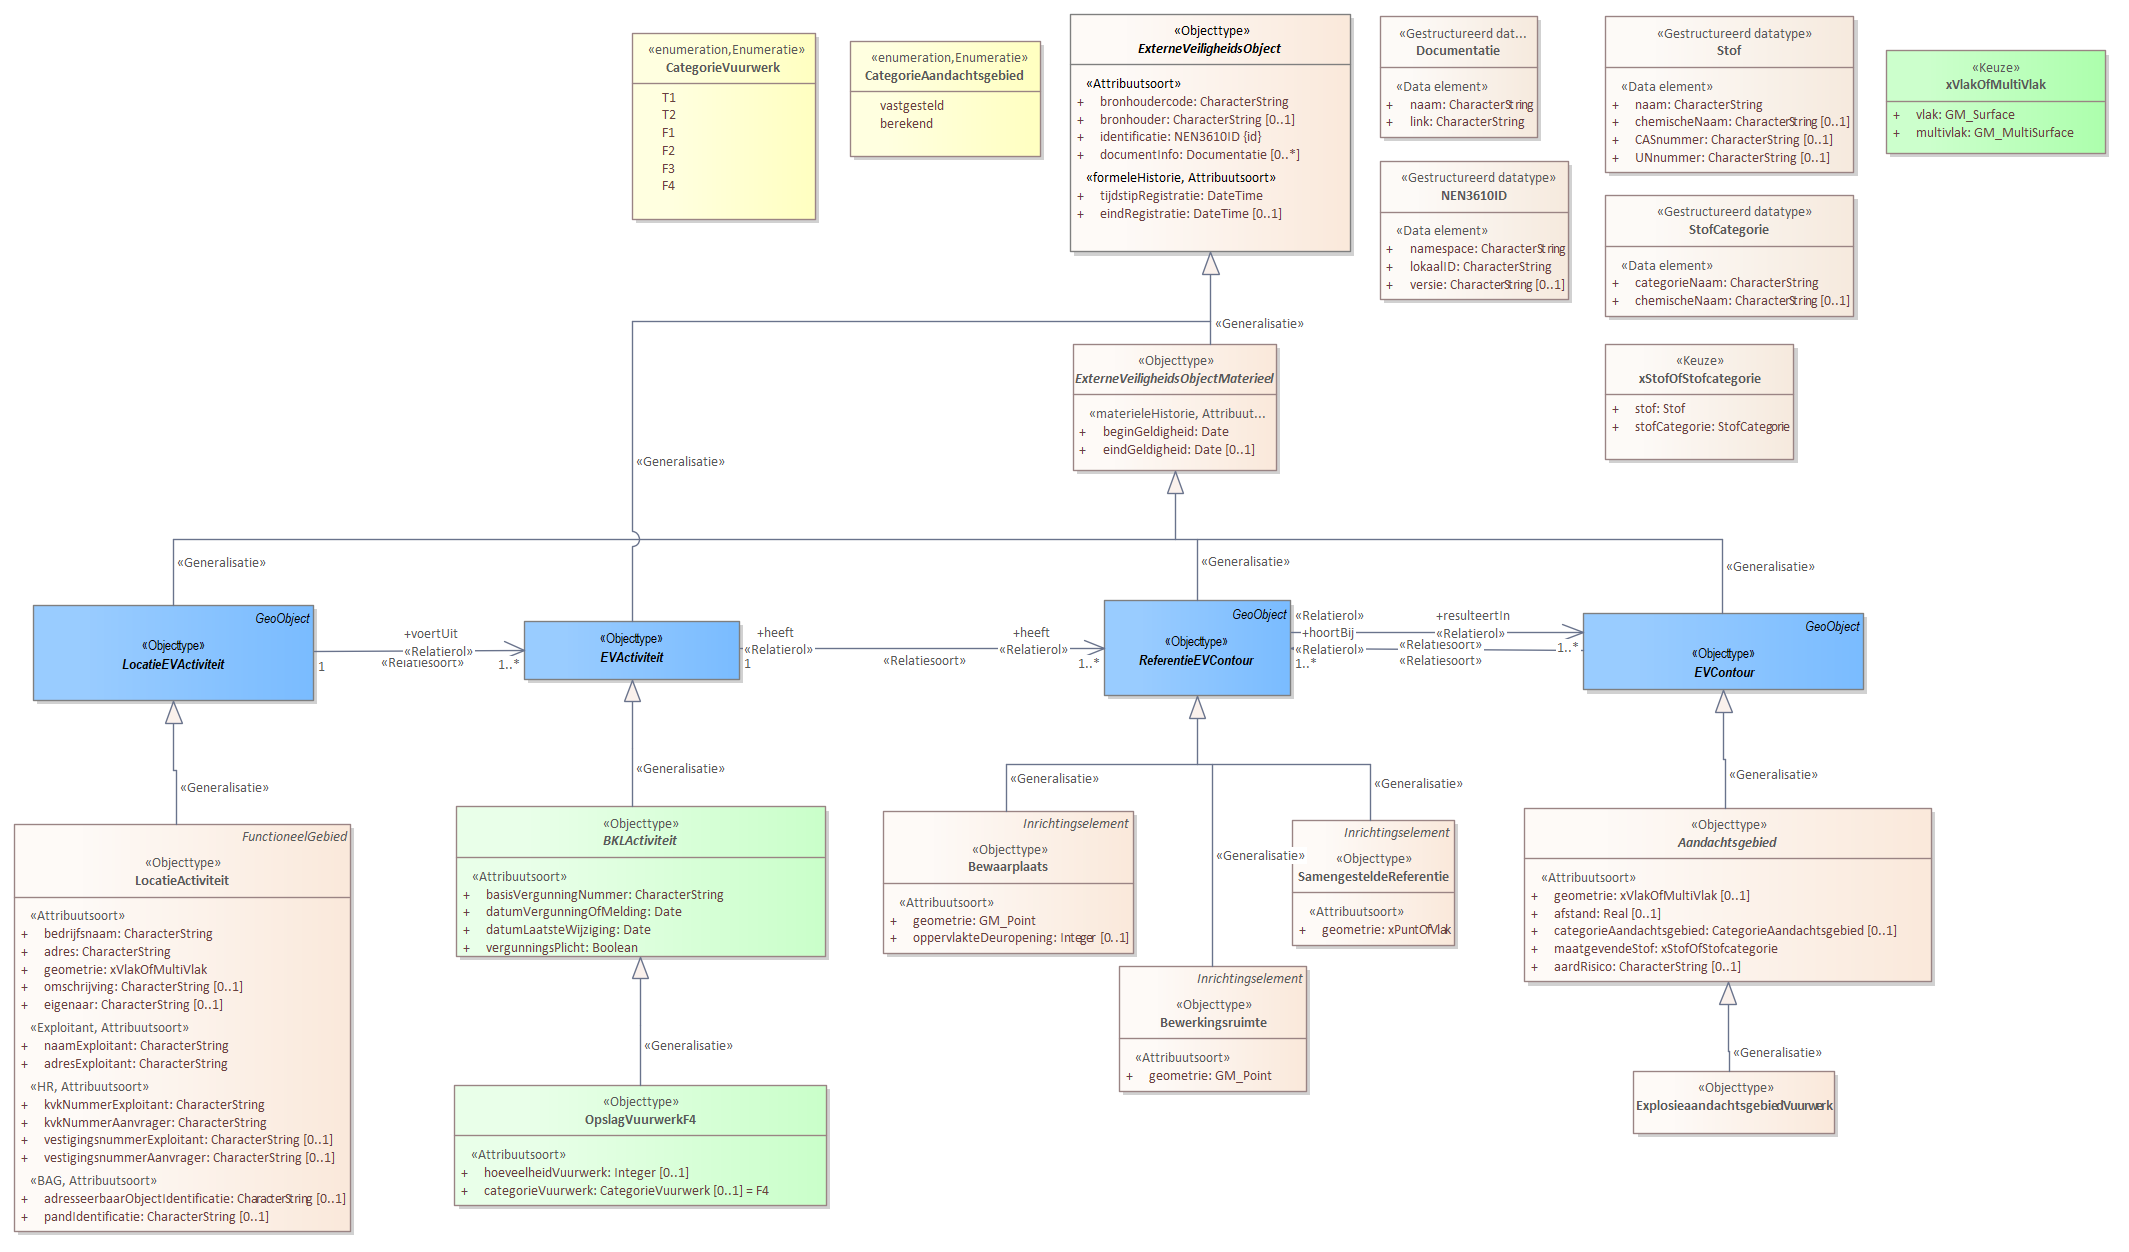 «enumeration,Enumeratie»
CategorieVuurwerk
T1
T2
F1
F2
F3
F4
«enumeration,Enumeratie»
CategorieAandachtsgebied
vastgesteld
berekend
«Objecttype»
ExterneVeiligheidsObject
«Attribuutsoort»
+ bronhoudercode: CharacterString
+ bronhouder: CharacterString [0..1]
+ identificatie: NEN3610ID {id}
+ documentInfo: Documentatie [0..*]
«formeleHistorie, Attribuutsoort»
+ tijdstipRegistratie: DateTime
+ eindRegistratie: DateTime [0..1]
«Gestructureerd dat...
Documentatie
«Data element»
+ naam: CharacterString
+ link: CharacterString
«Gestructureerd datatype»
NEN3610ID
«Data element»
+ namespace: CharacterString
+ lokaalID: CharacterString
+ versie: CharacterString [0..1]
«Gestructureerd datatype»
Stof
«Data element»
+ naam: CharacterString
+ chemischeNaam: CharacterString [0..1]
+ CASnummer: CharacterString [0..1]
+ UNnummer: CharacterString [0..1]
«Gestructureerd datatype»
StofCategorie
«Data element»
+ categorieNaam: CharacterString
+ chemischeNaam: CharacterString [0..1]
«Keuze»
xStofOfStofcategorie
+ stof: Stof
+ stofCategorie: StofCategorie
«Keuze»
xVlakOfMultiVlak
+ vlak: GM_Surface
+ multivlak: GM_MultiSurface
«Generalisatie»
«Objecttype»
ExterneVeiligheidsObjectMaterieel
«materieleHistorie, Attribuut...
+ beginGeldigheid: Date
+ eindGeldigheid: Date [0..1]
«Generalisatie»
«Generalisatie»
«Generalisatie»
«Generalisatie»
GeoObject
«Objecttype»
LocatieEVActiviteit
+voertUit
«Relatierol»
«Relatiesoort»
1
1..*
«Objecttype»
EVActiviteit
+heeft
«Relatierol»
1
«Relatiesoort»
+heeft
«Relatierol»
1..*
GeoObject
«Objecttype»
ReferentieEVContour
«Relatierol»
+hoortBij
«Relatierol»
1..*
+resulteertIn
«Relatierol»
«Relatiesoort»
«Relatiesoort»
1..*
GeoObject
«Objecttype»
EVContour
«Generalisatie»
«Generalisatie»
«Generalisatie»
«Generalisatie»
«Generalisatie»
«Generalisatie»
FunctioneelGebied
«Objecttype»
LocatieActiviteit
«Attribuutsoort»
+ bedrijfsnaam: CharacterString
+ adres: CharacterString
+ geometrie: xVlakOfMultiVlak
+ omschrijving: CharacterString [0..1]
+ eigenaar: CharacterString [0..1]
«Exploitant, Attribuutsoort»
+ naamExploitant: CharacterString
+ adresExploitant: CharacterString
«HR, Attribuutsoort»
+ kvkNummerExploitant: CharacterString
+ kvkNummerAanvrager: CharacterString
+ vestigingsnummerExploitant: CharacterString [0..1]
+ vestigingsnummerAanvrager: CharacterString [0..1]
«BAG, Attribuutsoort»
+ adresseerbaarObjectIdentificatie: CharacterString [0..1]
+ pandIdentificatie: CharacterString [0..1]
«Objecttype»
BKLActiviteit
«Attribuutsoort»
+ basisVergunningNummer: CharacterString
+ datumVergunningOfMelding: Date
+ datumLaatsteWijziging: Date
+ vergunningsPlicht: Boolean
«Generalisatie»
«Objecttype»
OpslagVuurwerkF4
«Attribuutsoort»
+ hoeveelheidVuurwerk: Integer [0..1]
+ categorieVuurwerk: CategorieVuurwerk [0..1] = F4
Inrichtingselement
«Objecttype»
Bewaarplaats
«Attribuutsoort»
+ geometrie: GM_Point
+ oppervlakteDeuropening: Integer [0..1]
Inrichtingselement
«Objecttype»
SamengesteldeReferentie
«Attribuutsoort»
+ geometrie: xPuntOfVlak
Inrichtingselement
«Objecttype»
Bewerkingsruimte
«Attribuutsoort»
+ geometrie: GM_Point
«Objecttype»
Aandachtsgebied
«Attribuutsoort»
+ geometrie: xVlakOfMultiVlak [0..1]
+ afstand: Real [0..1]
+ categorieAandachtsgebied: CategorieAandachtsgebied [0..1]
+ maatgevendeStof: xStofOfStofcategorie
+ aardRisico: CharacterString [0..1]
«Generalisatie»
«Objecttype»
ExplosieaandachtsgebiedVuurwerk